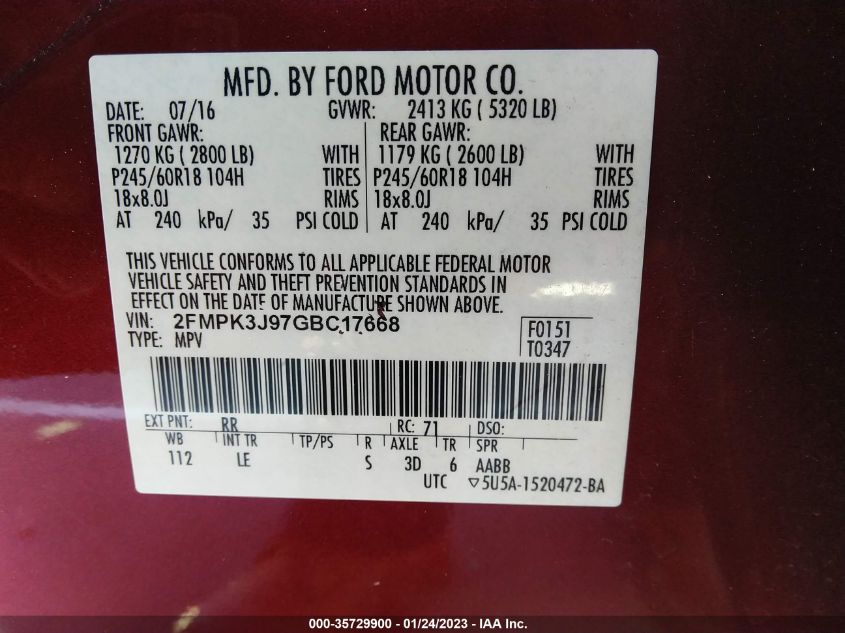 MFD. BY FORD MOTOR CO.
DATE: 07/16 GVWR: 2413 KG ( 5320 LB)
FRONT GAWR: REAR GAWR:
1270 KG ( 2800 LB) WITH 1179 KG ( 2600 LB) WITH
P245/60R18 104H TIRES P245/60R18 104H TIRES
18x8.0J RIMS 18x8.0J RIMS
AT 240 kPa/ 35 PSI COLD AT 240 kPa/ 35 PSI COLD
THIS VEHICLE CONFORMS TO ALL APPLICABLE FEDERAL MOTOR
VEHICLE SAFETY AND THEFT PREVENTION STANDARDS IN
EFFECT ON THE DATE OF MANUFACTURE SHOWN ABOVE.
VIN: 2FMPK3J97GBC17668 F0151
TYPE: MPV T0347
EXT PNT: RR RC: 71 DSO:
WB INT TR TP/PS R AXLE TR SPR
112 LE S 3D 6 AABB
UTC ▽5U5A-1520472-BA
000-35729900 - 01/24/2023 - IAA Inc.